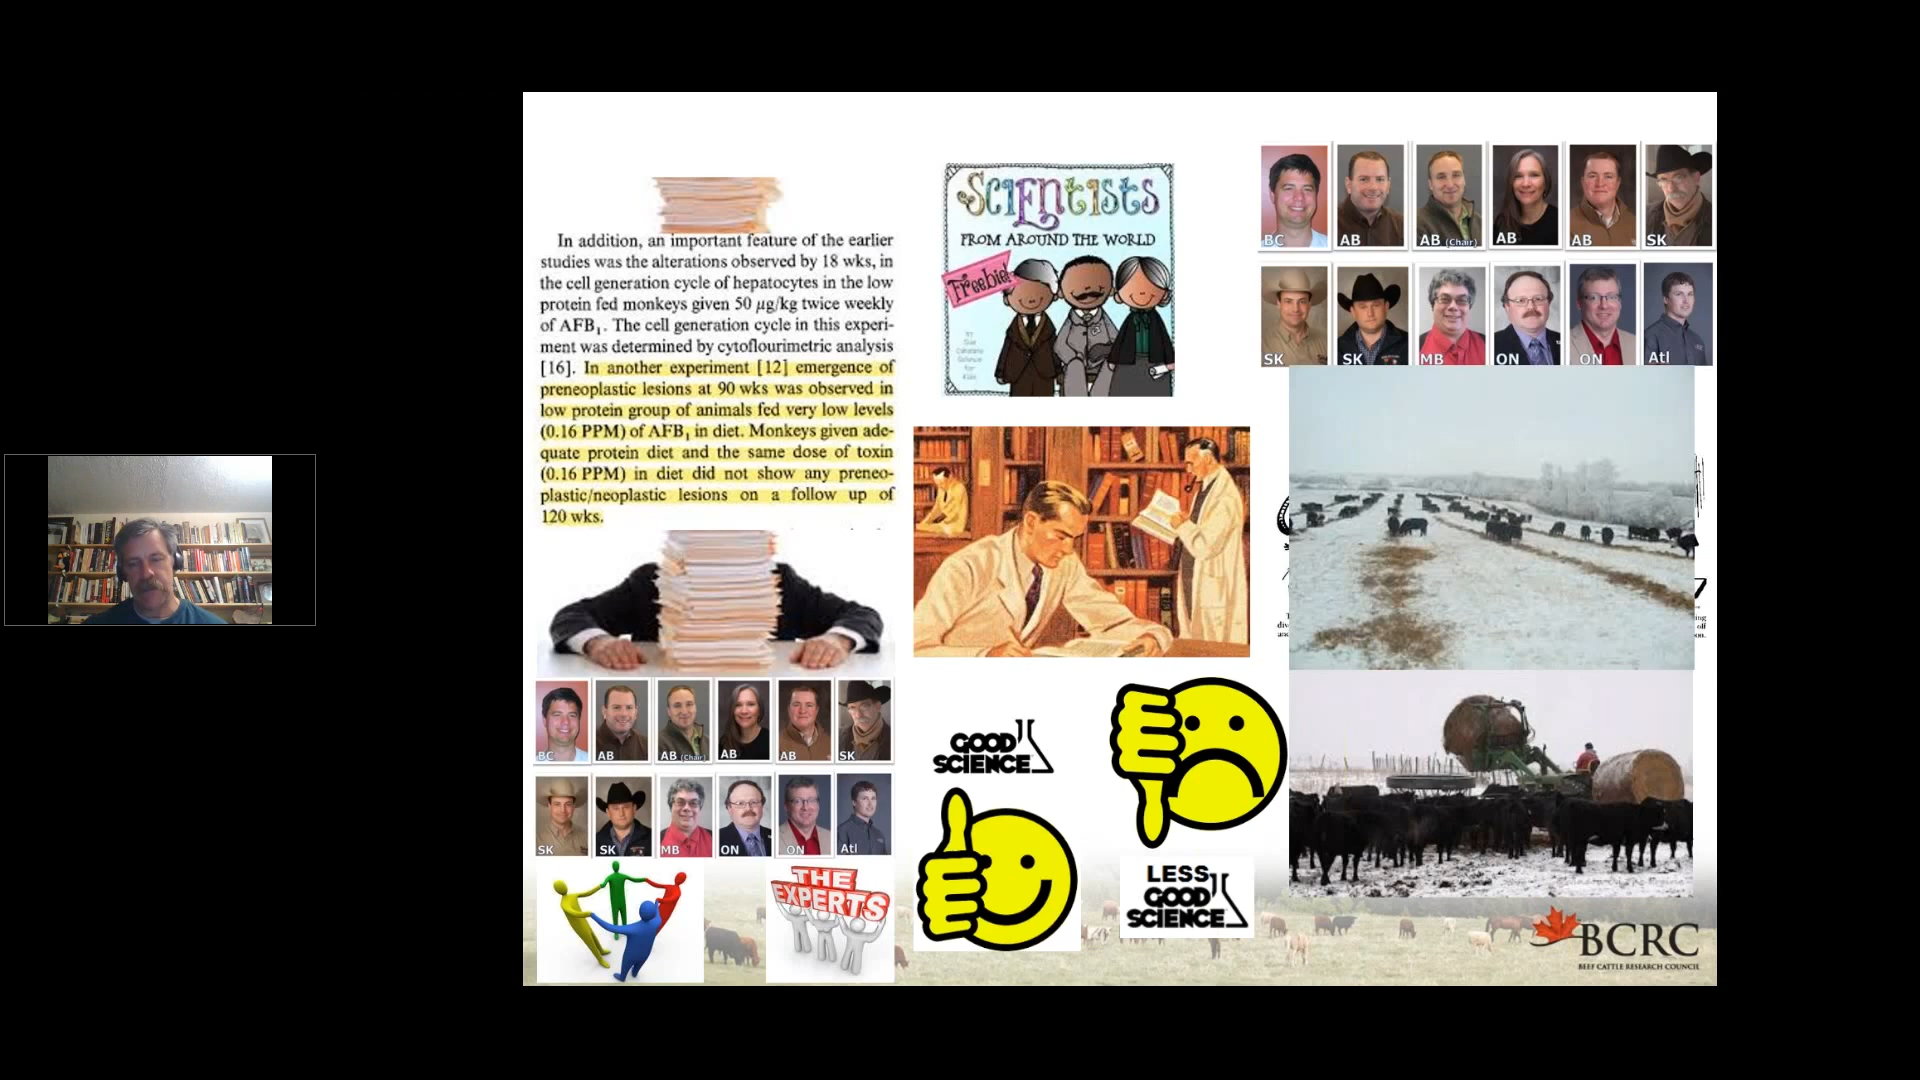 In addition, an important feature of the earlier
studies was the alterations observed by 18 wks, in
the cell generation cycle of hepatocytes in the low
protein fed monkeys given 50 µg/kg twice weekly
of AFB₁. The cell generation cycle in this experi-
ment was determined by cytoflourimetric analysis
[16]. In another experiment [12] emergence of
preneoplastic lesions at 90 wks was observed in
low protein group of animals fed very low levels
(0.16 PPM) of AFB₁ in diet. Monkeys given ade-
quate protein diet and the same dose of toxin
(0.16 PPM) in diet did not show any preneo-
plastic/neoplastic lesions on a follow up of
120 wks.
BC
AB
AB (Chair)
AB
AB
SK
SK
SK
MB
ON
ON
Atl
THE
EXPERTS
SCIENTISTS
FROM AROUND THE WORLD
Freebie!
GOOD
SCIENCE
LESS
GOOD
SCIENCE
BC
AB
AB (Chair)
AB
AB
SK
SK
SK
MB
ON
ON
Atl
BCRC
BEEF CATTLE RESEARCH COUNCIL